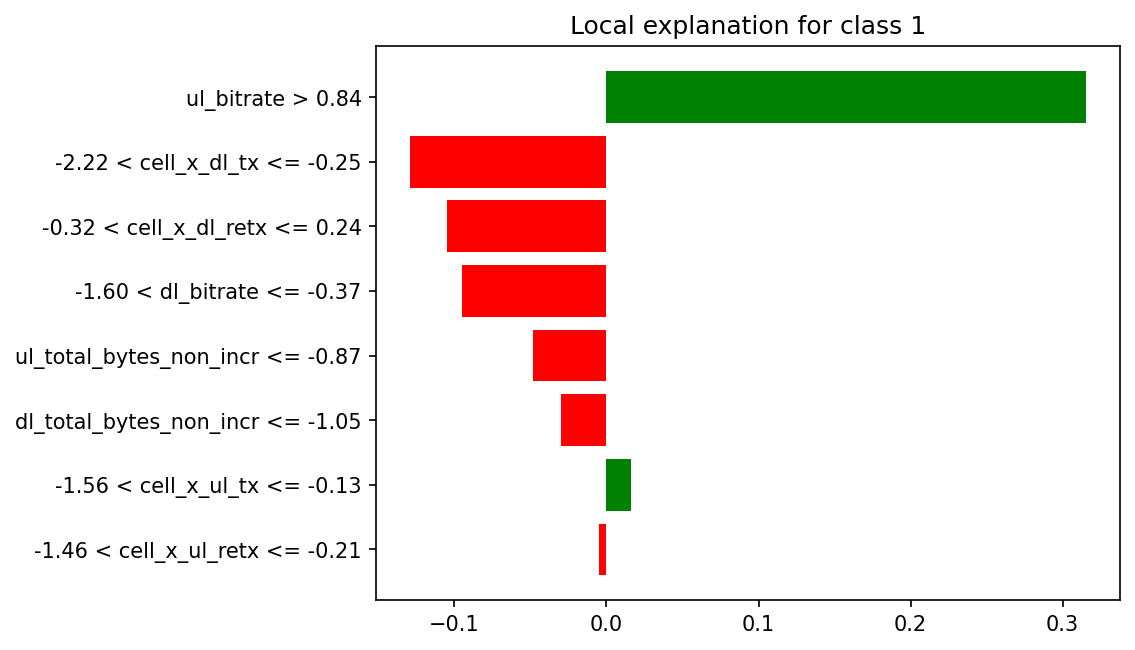 Local explanation for class 1
ul_bitrate > 0.84
-2.22 < cell_x_dl_tx <= -0.25
-0.32 < cell_x_dl_retx <= 0.24
-1.60 < dl_bitrate <= -0.37
ul_total_bytes_non_incr <= -0.87
dl_total_bytes_non_incr <= -1.05
-1.56 < cell_x_ul_tx <= -0.13
-1.46 < cell_x_ul_retx <= -0.21
−0.1 0.0 0.1 0.2 0.3